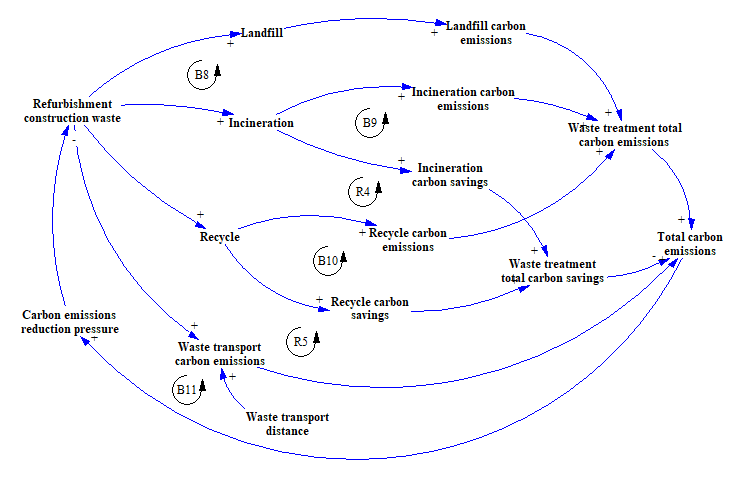 Landfill
+
Landfill carbon
emissions
+
B8
Refurbishment
construction waste
-
Incineration
+
Incineration carbon
emissions
+
B9
Waste treatment total
carbon emissions
+
+
+
Incineration
carbon savings
+
R4
Recycle
+
Recycle carbon
emissions
+
B10
Total carbon
emissions
+
-
Waste treatment
total carbon savings
+
+
Recycle carbon
savings
+
R5
Carbon emissions
reduction pressure
+
Waste transport
carbon emissions
+
+
B11
Waste transport
distance